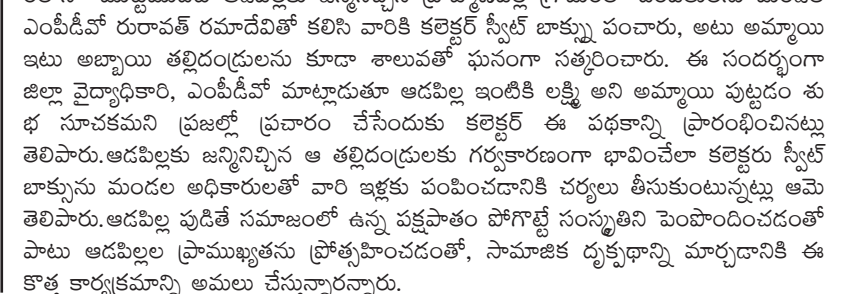 ఎంపీడీవో రురావత్ రమాదేవితో కలిసి వారికి కలెక్టర్ స్వీట్ బాక్స్ను పంచారు, అటు అమ్మాయి
ఇటు అబ్బాయి తల్లిదండ్రులను కూడా శాలువతో ఘనంగా సత్కరించారు. ఈ సందర్భంగా
జిల్లా వైద్యాధికారి, ఎంపీడీవో మాట్లాడుతూ ఆడపిల్ల ఇంటికి లక్ష్మి అని అమ్మాయి పుట్టడం శు
భ సూచకమని ప్రజల్లో ప్రచారం చేసేందుకు కలెక్టర్ ఈ పథకాన్ని ప్రారంభించినట్లు
తెలిపారు.ఆడపిల్లకు జన్మినిచ్చిన ఆ తల్లిదండ్రులకు గర్వకారణంగా భావించేలా కలెక్టరు స్వీట్
బాక్సును మండల అధికారులతో వారి ఇళ్లకు పంపించడానికి చర్యలు తీసుకుంటున్నట్లు ఆమె
తెలిపారు.ఆడపిల్ల పుడితే సమాజంలో ఉన్న పక్షపాతం పోగొట్టే సంస్కృతిని పెంపొందించడంతో
పాటు ఆడపిల్లల ప్రాముఖ్యతను ప్రోత్సహించడంతో, సామాజిక దృక్పథాన్ని మార్చడానికి ఈ
కొత్త కార్యక్రమాన్ని అమలు చేస్తున్నారన్నారు.